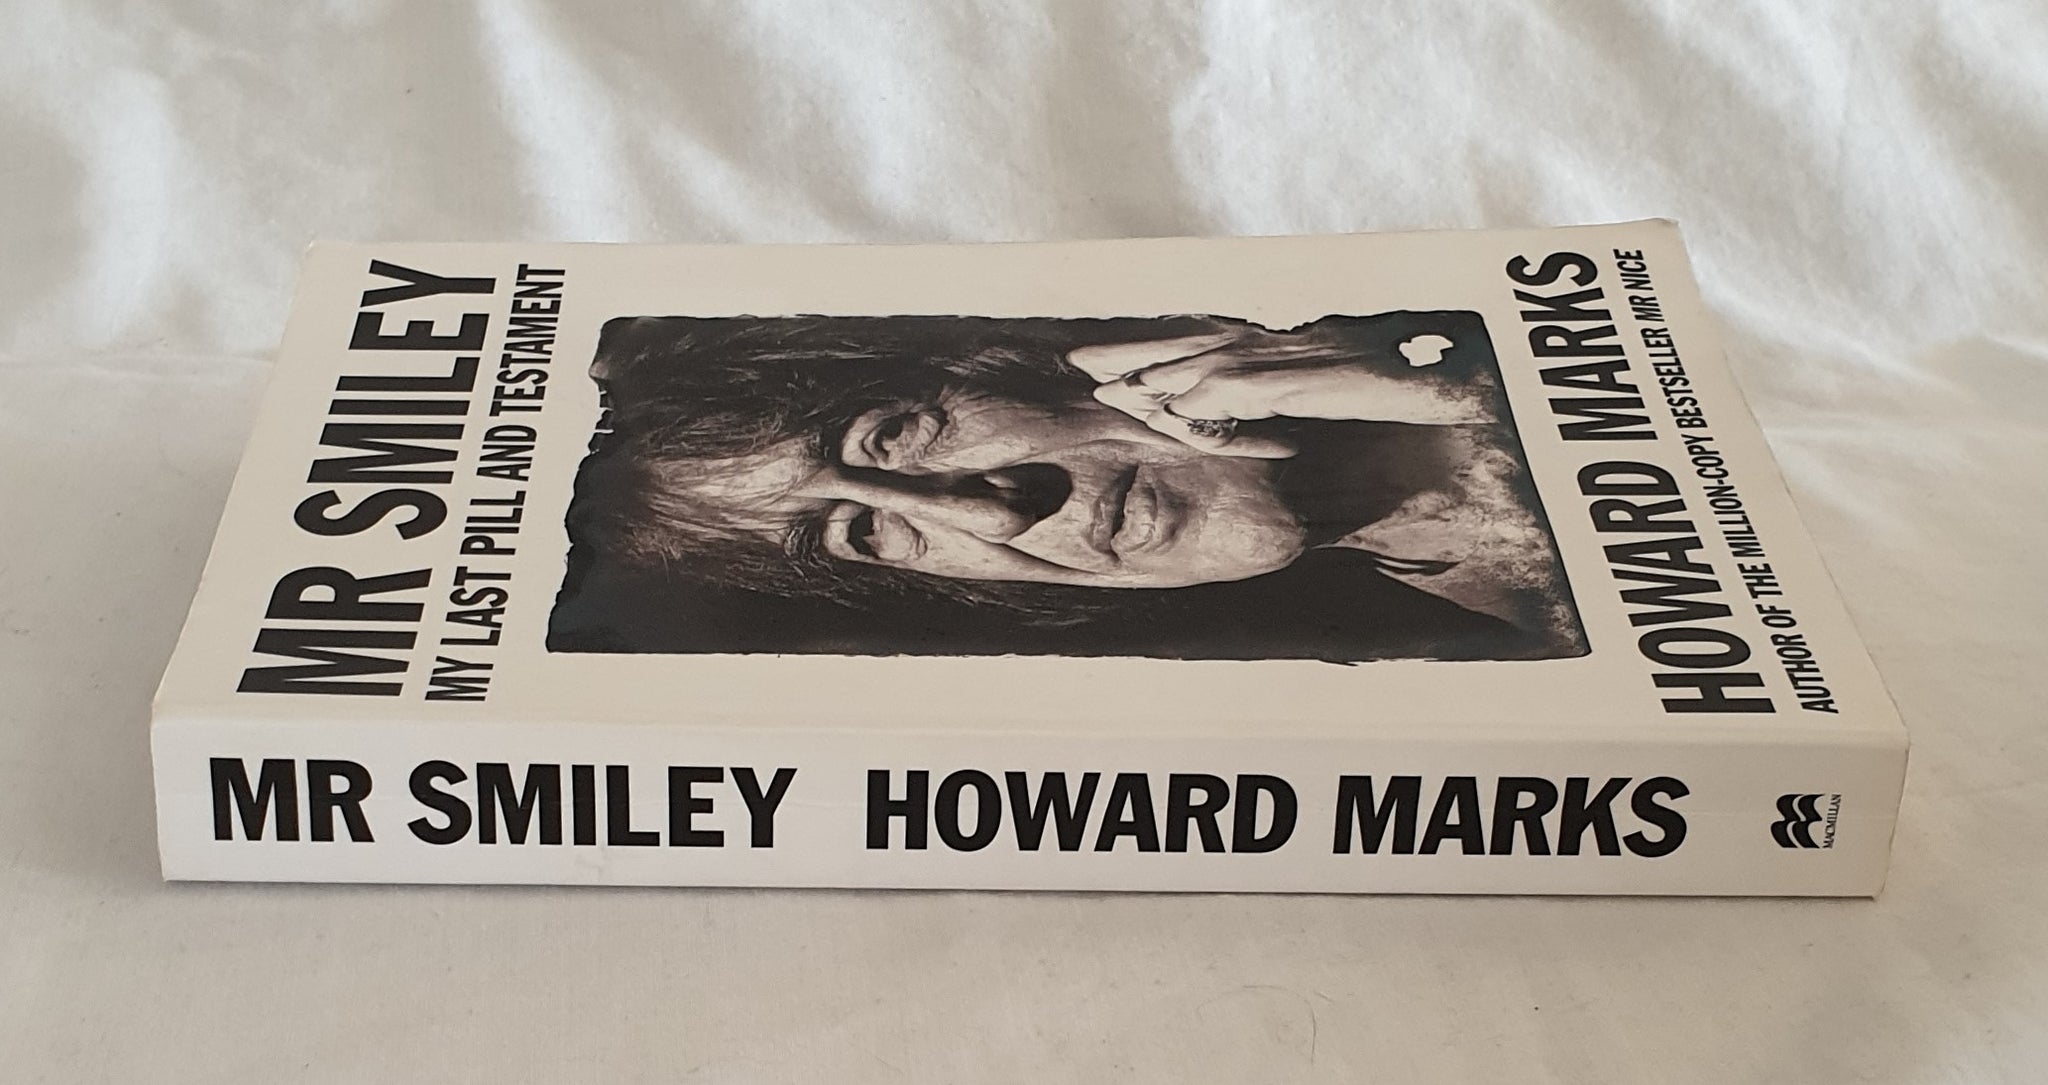 MR SMILEY
MY LAST PILL AND TESTAMENT
HOWARD MARKS
AUTHOR OF THE MILLION-COPY BESTSELLER MR NICE
MR SMILEY HOWARD MARKS
MACMILLAN